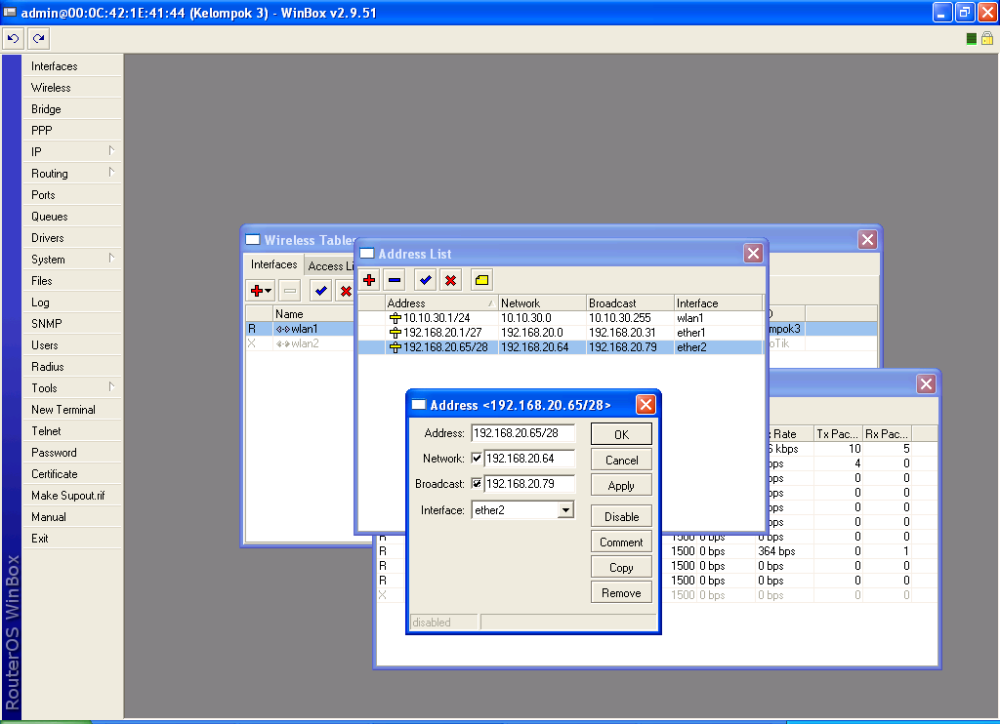 admin@00:0C:42:1E:41:44 (Kelompok 3) - WinBox v2.9.51
Interfaces
Wireless
Bridge
PPP
IP
Routing
Ports
Queues
Drivers
System
Files
Log
SNMP
Users
Radius
Tools
New Terminal
Telnet
Password
Certificate
Make Supout.rif
Manual
Exit
RouterOS WinBox
Wireless Table
Interfaces
Access Li
Name
R wlan1
X wlan2
mpok3
oTik
Address List
Address Network Broadcast Interface
10.10.30.1/24 10.10.30.0 10.10.30.255 wlan1
192.168.20.1/27 192.168.20.0 192.168.20.31 ether1
192.168.20.65/28 192.168.20.64 192.168.20.79 ether2
Address <192.168.20.65/28>
Address: 192.168.20.65/28
Network: 192.168.20.64
Broadcast: 192.168.20.79
Interface: ether2
OK
Cancel
Apply
Disable
Comment
Copy
Remove
disabled
Rate Tx Pac... Rx Pac...
kbps 10 5
bps 4 0
bps 0 0
bps 0 0
bps 0 0
bps 0 0
R 1500 0 bps 0 bps 0 0
R 1500 0 bps 364 bps 0 1
R 1500 0 bps 0 bps 0 0
R 1500 0 bps 0 bps 0 0
X 1500 0 bps 0 bps 0 0